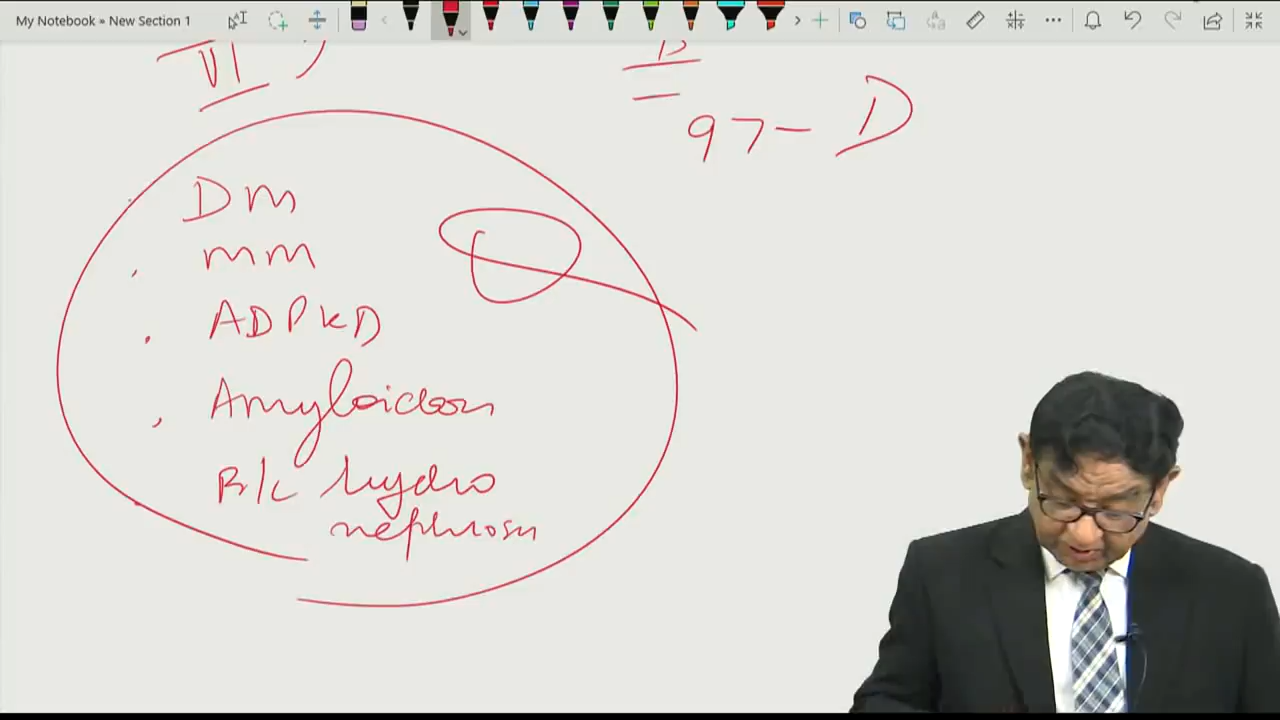 My Notebook » New Section 1
VI
97 - D
DM
MM
ADPKD
Amyloidosis
B/L hydro
nephrosis